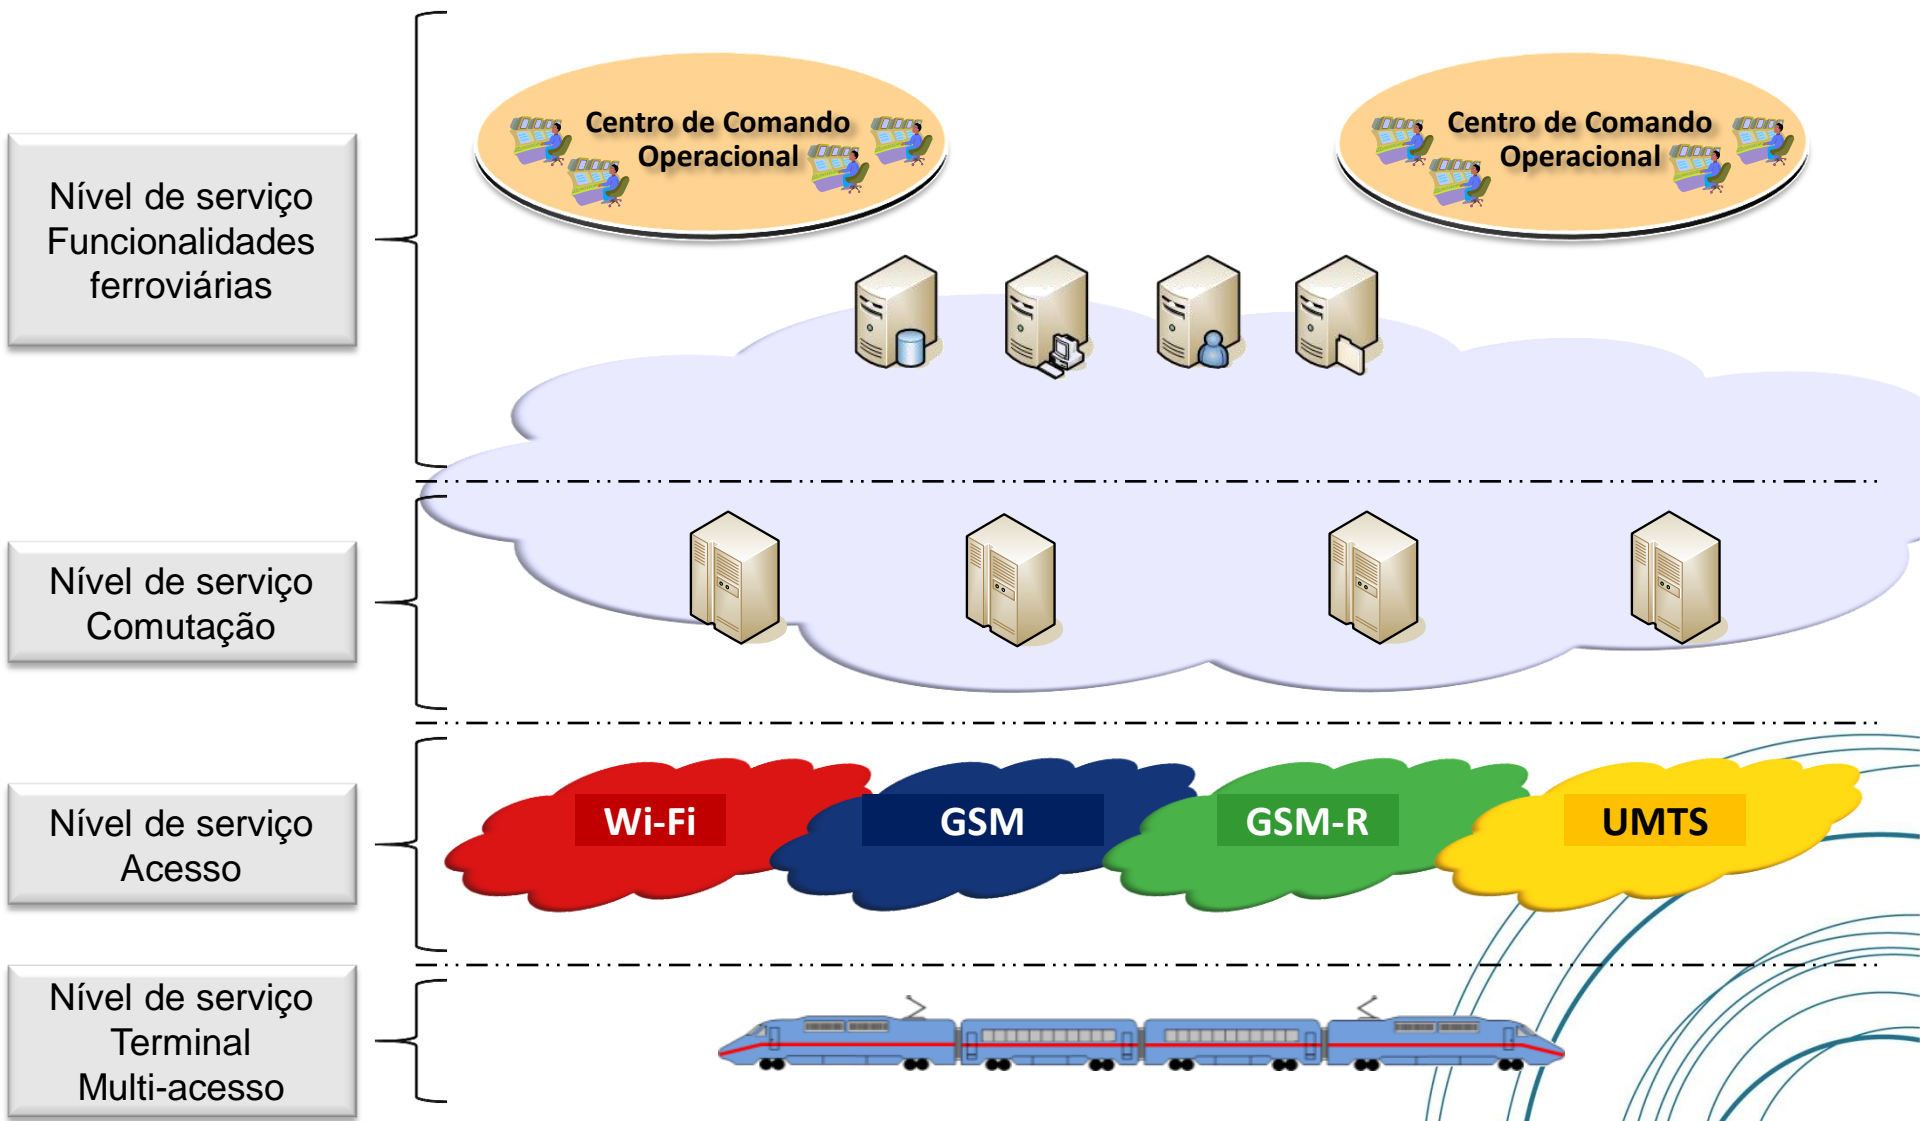 Centro de Comando
Operacional
Centro de Comando
Operacional
Nível de serviço
Funcionalidades
ferroviárias
Nível de serviço
Comutação
Nível de serviço
Acesso
Wi-Fi
GSM
GSM-R
UMTS
Nível de serviço
Terminal
Multi-acesso